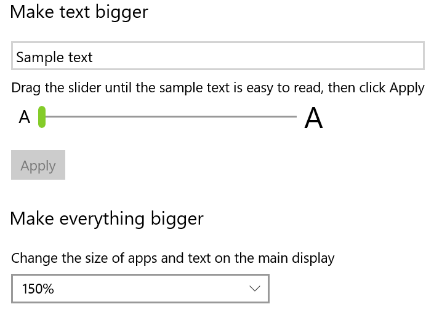 Make text bigger
Sample text
Drag the slider until the sample text is easy to read, then click Apply
A A
Apply
Make everything bigger
Change the size of apps and text on the main display
150%